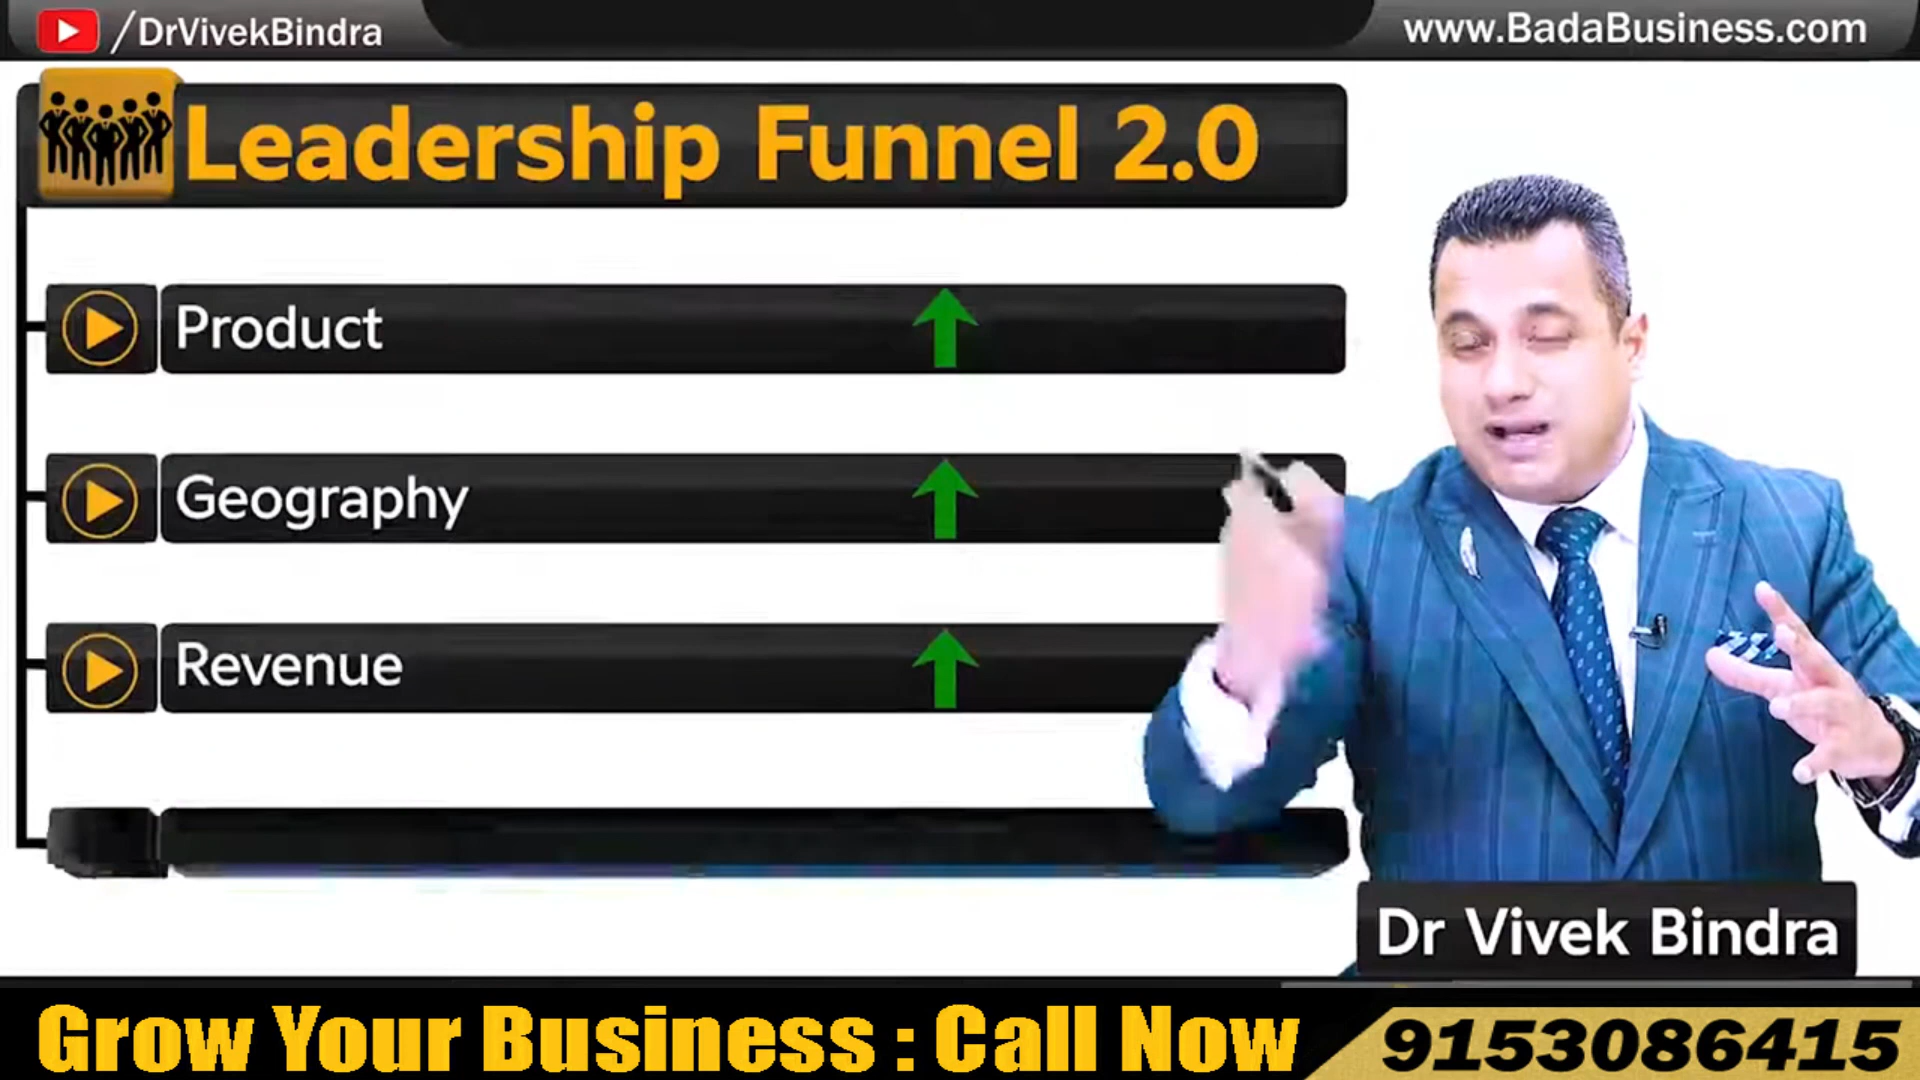 /DrVivekBindra
www.BadaBusiness.com
Leadership Funnel 2.0
Product
Geography
Revenue
Dr Vivek Bindra
Grow Your Business : Call Now
9153086415